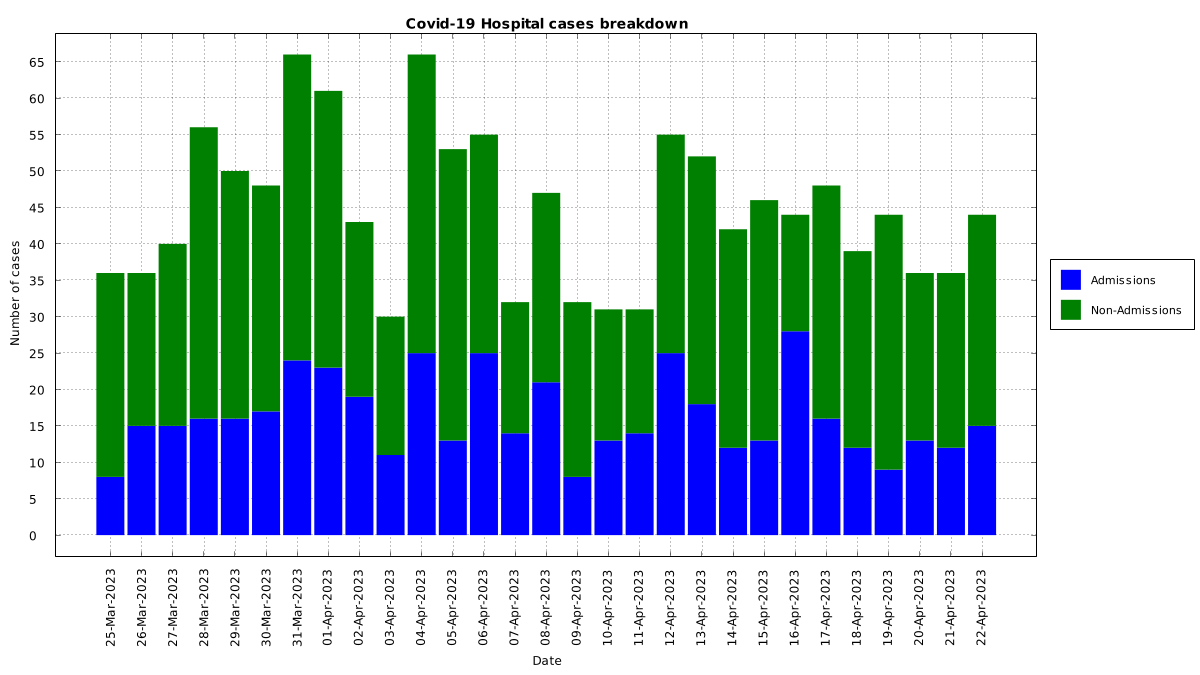 Covid-19 Hospital cases breakdown
65
60
55
50
45
40
35
30
25
20
15
10
5
0
Number of cases
25-Mar-2023
26-Mar-2023
27-Mar-2023
28-Mar-2023
29-Mar-2023
30-Mar-2023
31-Mar-2023
01-Apr-2023
02-Apr-2023
03-Apr-2023
04-Apr-2023
05-Apr-2023
06-Apr-2023
07-Apr-2023
08-Apr-2023
09-Apr-2023
10-Apr-2023
11-Apr-2023
12-Apr-2023
13-Apr-2023
14-Apr-2023
15-Apr-2023
16-Apr-2023
17-Apr-2023
18-Apr-2023
19-Apr-2023
20-Apr-2023
21-Apr-2023
22-Apr-2023
Date
Admissions
Non-Admissions